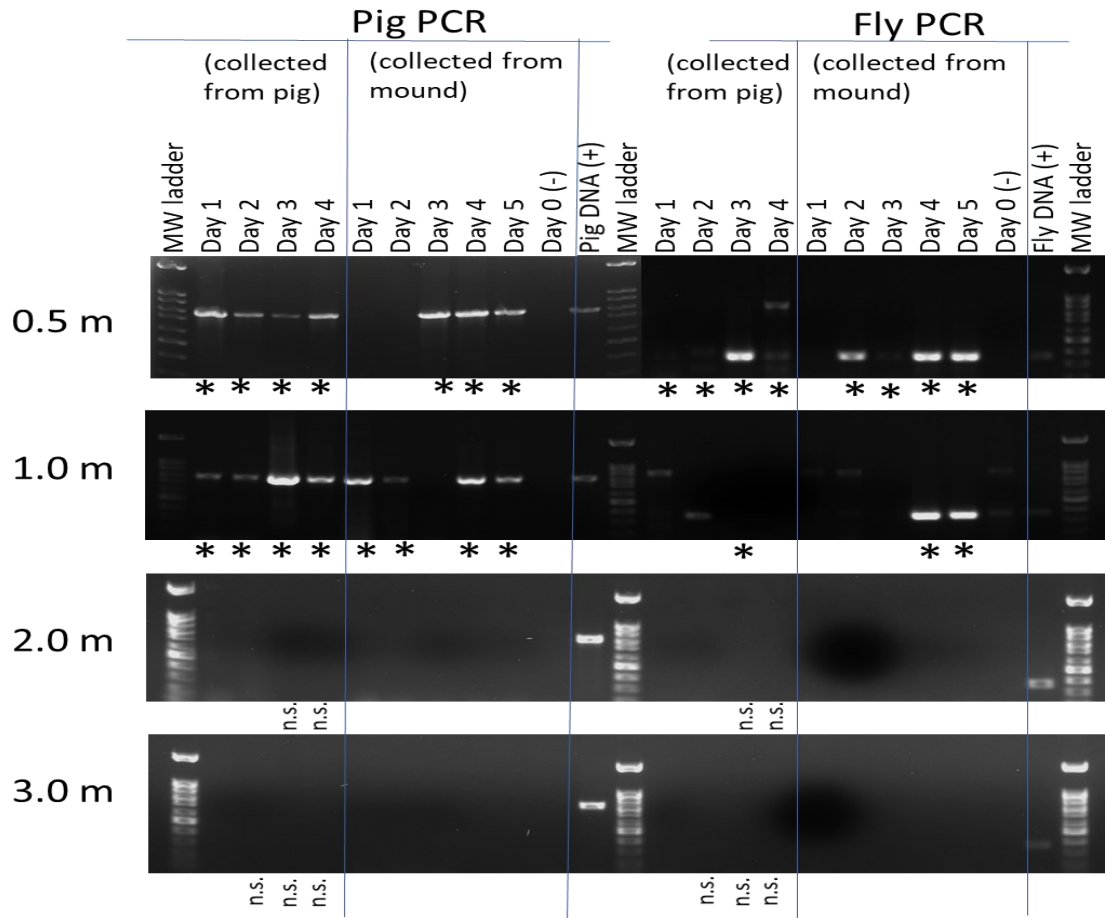 Pig PCR
Fly PCR
(collected from pig)
(collected from mound)
(collected from pig)
(collected from mound)
MW ladder
Day 1
Day 2
Day 3
Day 4
Day 1
Day 2
Day 3
Day 4
Day 5
Day 0 (-)
Pig DNA (+)
MW ladder
Day 1
Day 2
Day 3
Day 4
Day 1
Day 2
Day 3
Day 4
Day 5
Day 0 (-)
Fly DNA (+)
MW ladder
0.5 m
* * * * * * * * * * * * * * *
1.0 m
* * * * * * * * * * *
2.0 m
n.s. n.s. n.s. n.s.
3.0 m
n.s. n.s. n.s. n.s. n.s. n.s.